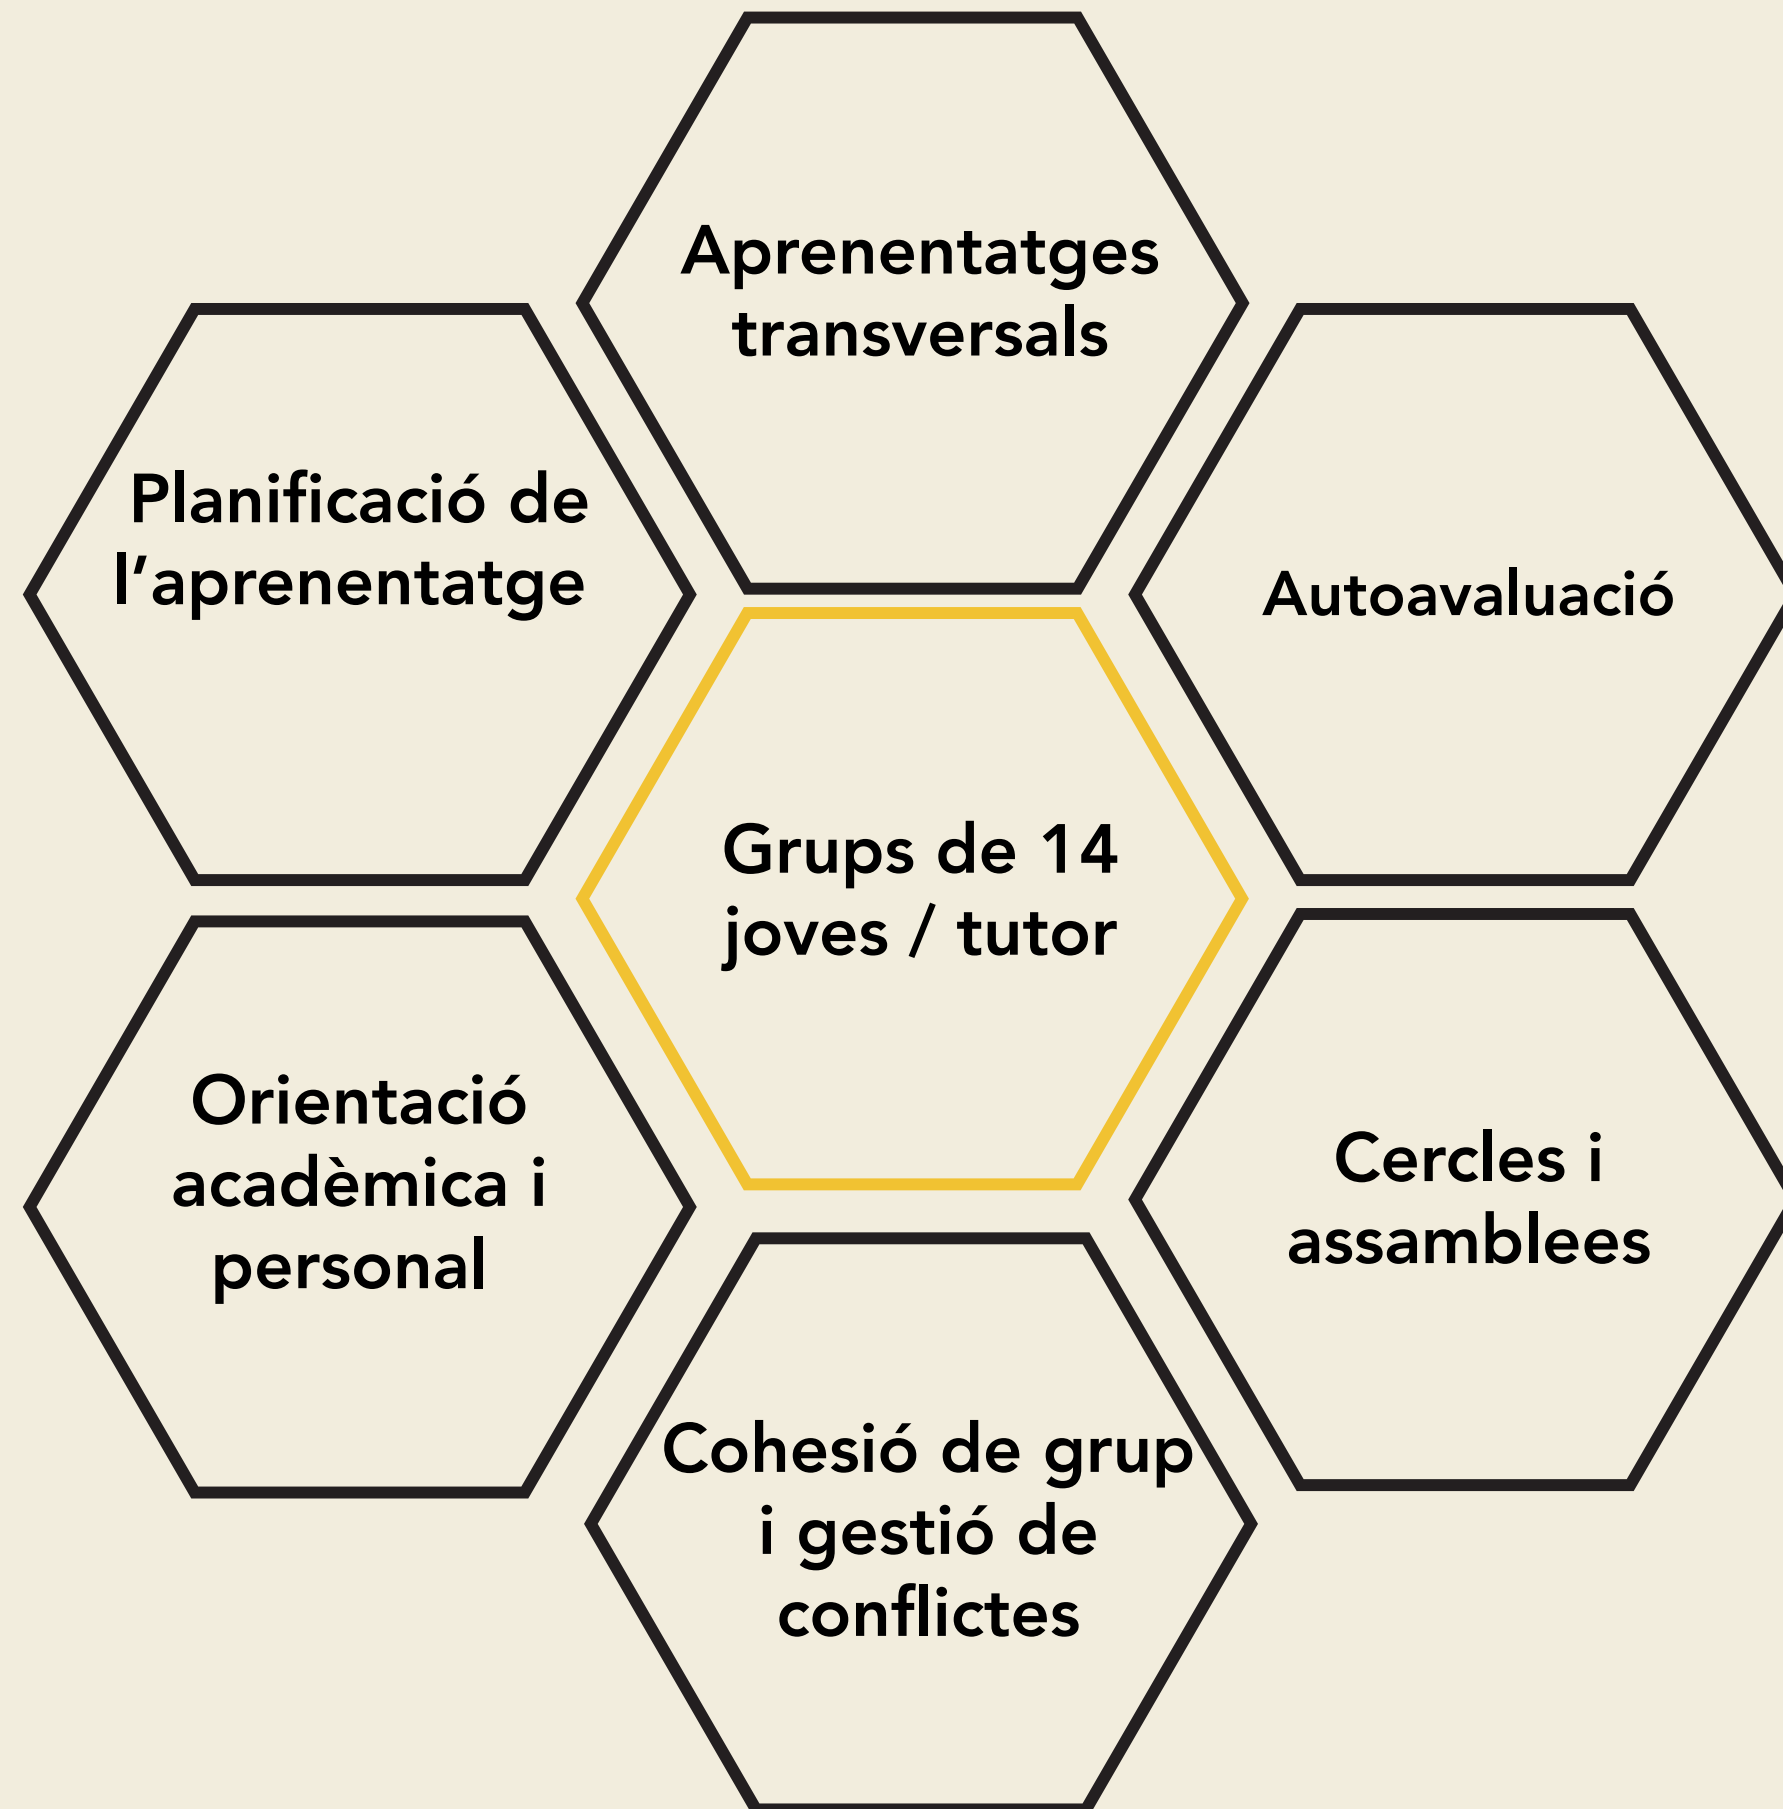 Aprenentatges
transversals
Planificació de
l’aprenentatge
Autoavaluació
Grups de 14
joves / tutor
Orientació
acadèmica i
personal
Cercles i
assamblees
Cohesió de grup
i gestió de
conflictes